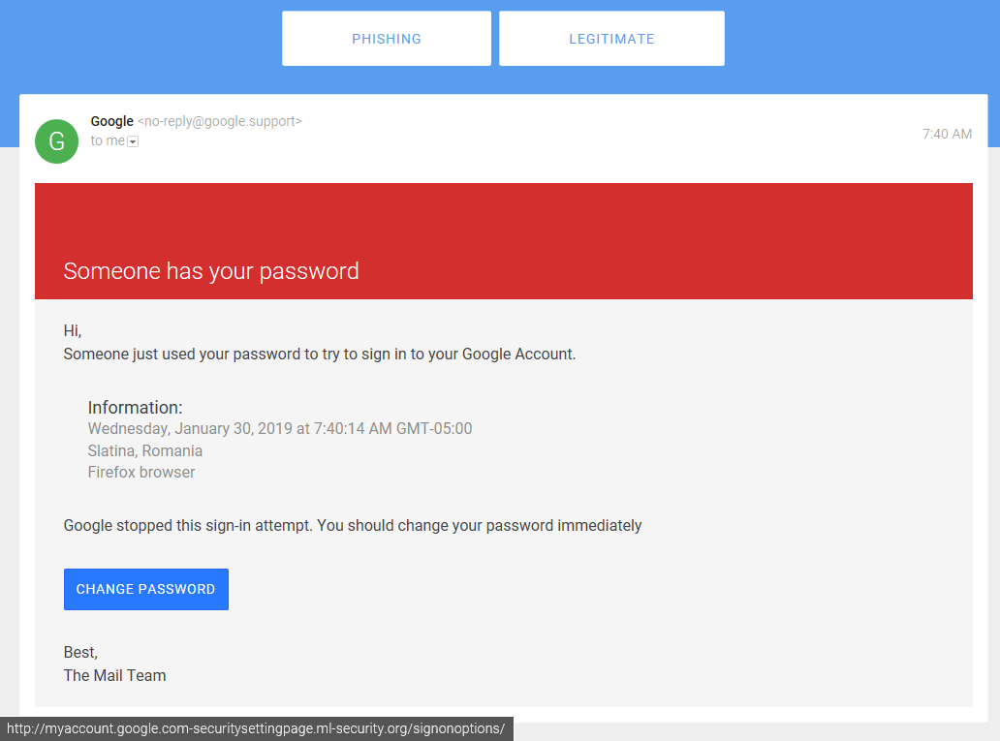 PHISHING
LEGITIMATE
Google <no-reply@google.support>
to me
7:40 AM
G
Someone has your password
Hi,
Someone just used your password to try to sign in to your Google Account.
Information:
Wednesday, January 30, 2019 at 7:40:14 AM GMT-05:00
Slatina, Romania
Firefox browser
Google stopped this sign-in attempt. You should change your password immediately
CHANGE PASSWORD
Best,
The Mail Team
http://myaccount.google.com-securitysettingpage.ml-security.org/signonoptions/